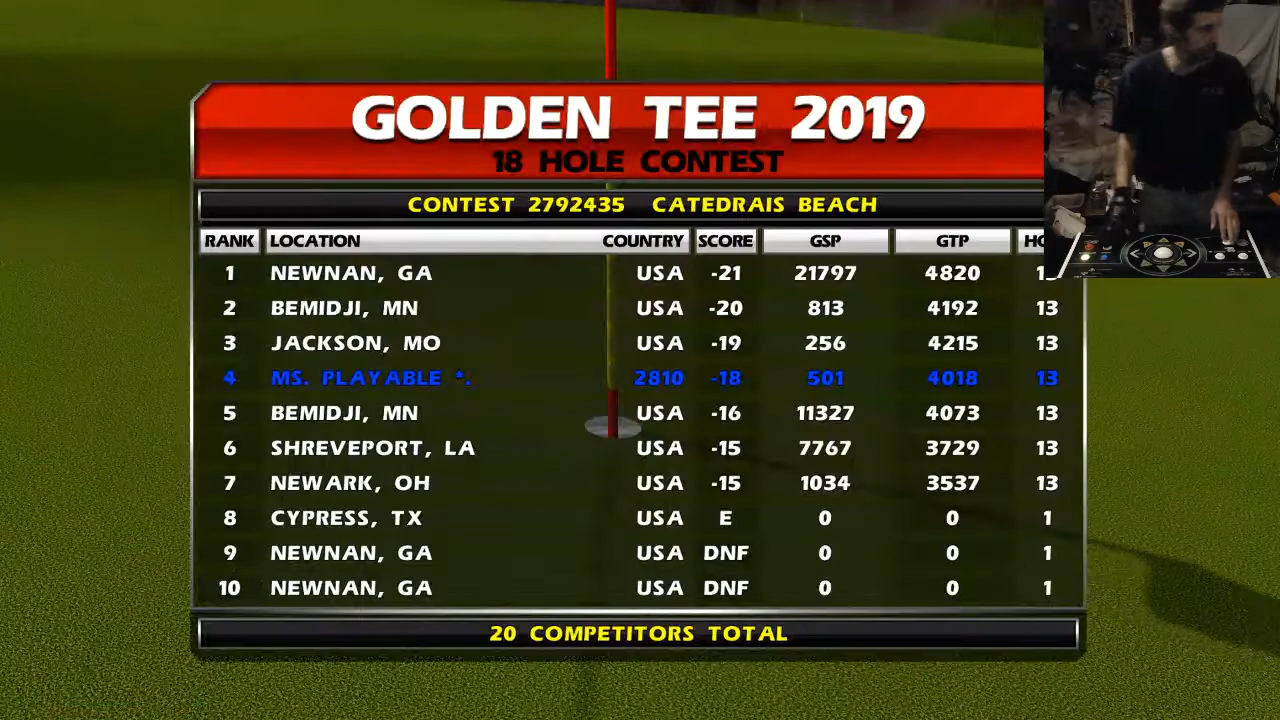 GOLDEN TEE 2019
18 HOLE CONTEST
CONTEST 2792435 CATEDRAIS BEACH
RANK LOCATION COUNTRY SCORE GSP GTP
1 NEWNAN, GA USA -21 21797 4820
2 BEMIDJI, MN USA -20 813 4192 13
3 JACKSON, MO USA -19 256 4215 13
4 MS. PLAYABLE *. 2810 -18 501 4018 13
5 BEMIDJI, MN USA -16 11327 4073 13
6 SHREVEPORT, LA USA -15 7767 3729 13
7 NEWARK, OH USA -15 1034 3537 13
8 CYPRESS, TX USA E 0 0 1
9 NEWNAN, GA USA DNF 0 0 1
10 NEWNAN, GA USA DNF 0 0 1
20 COMPETITORS TOTAL